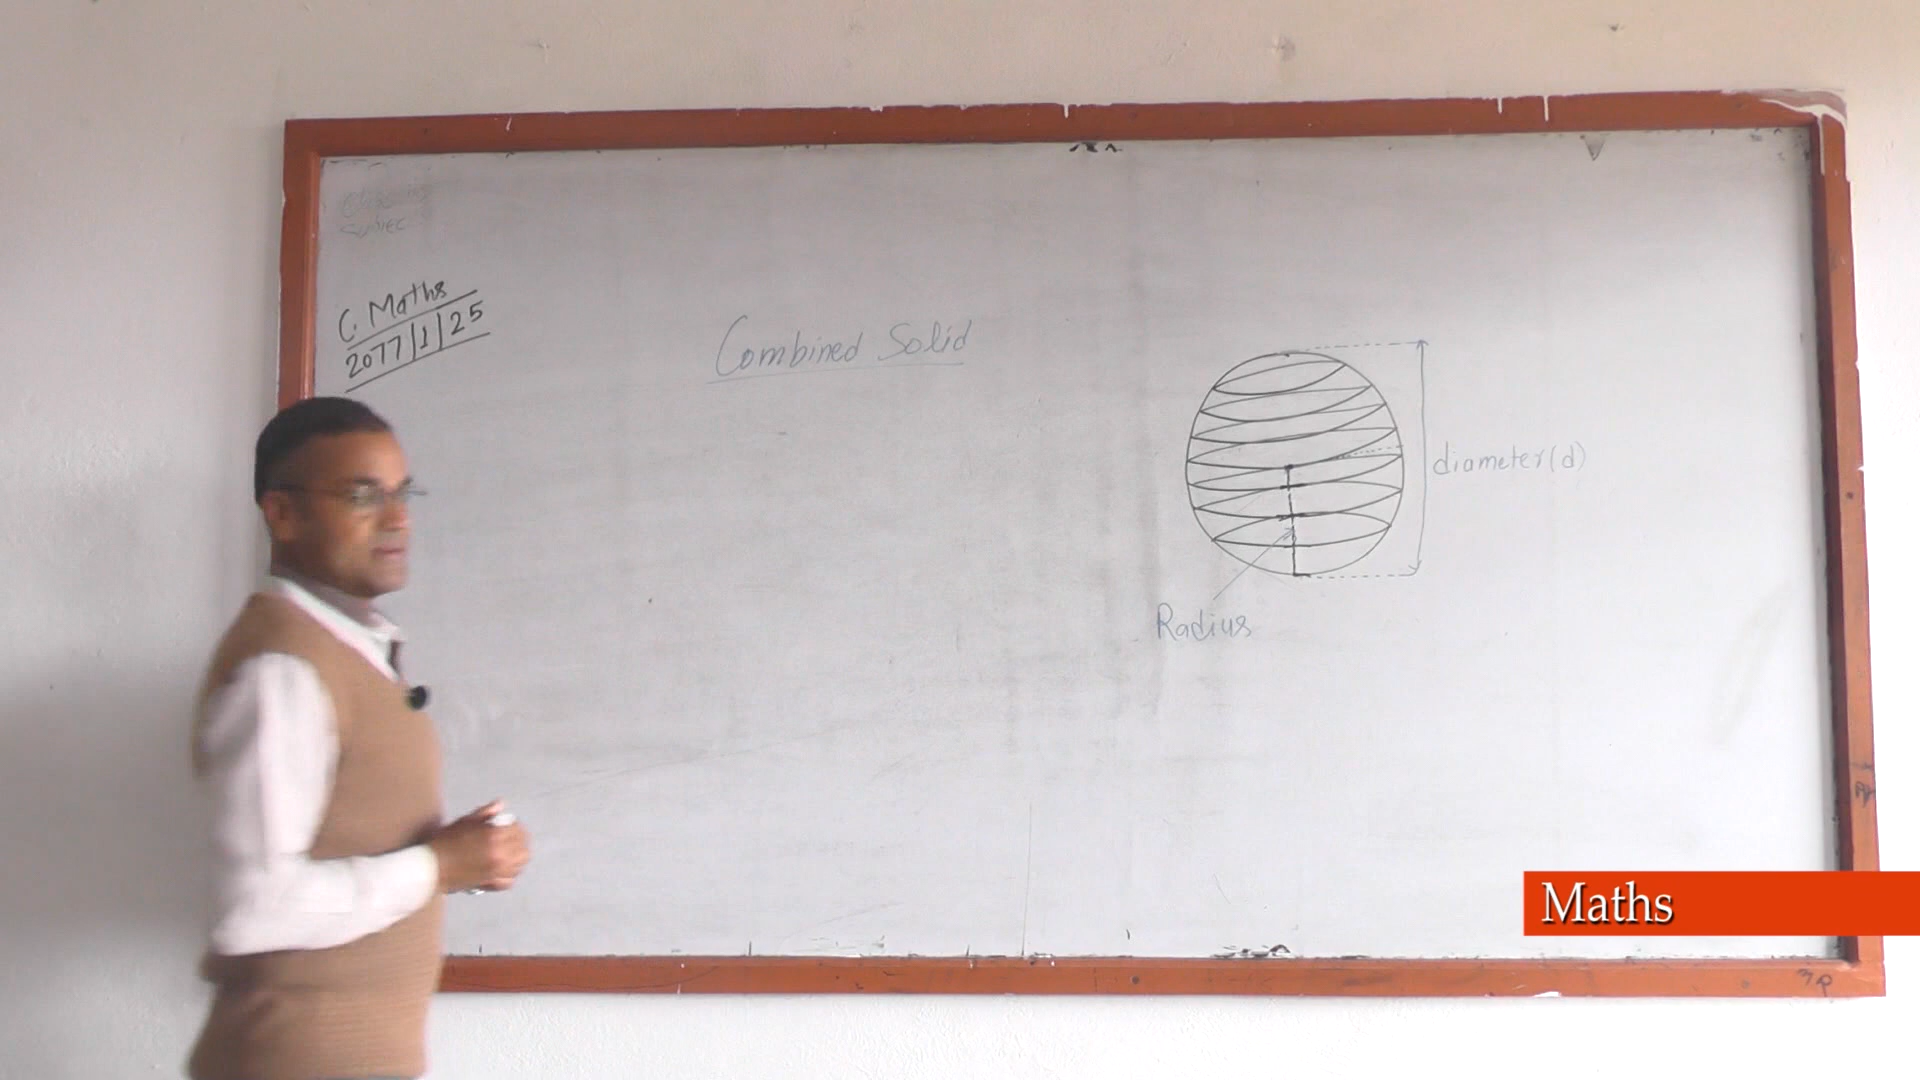 C. Maths
2077/1/25
Combined Solid
diameter(d)
Radius
Maths